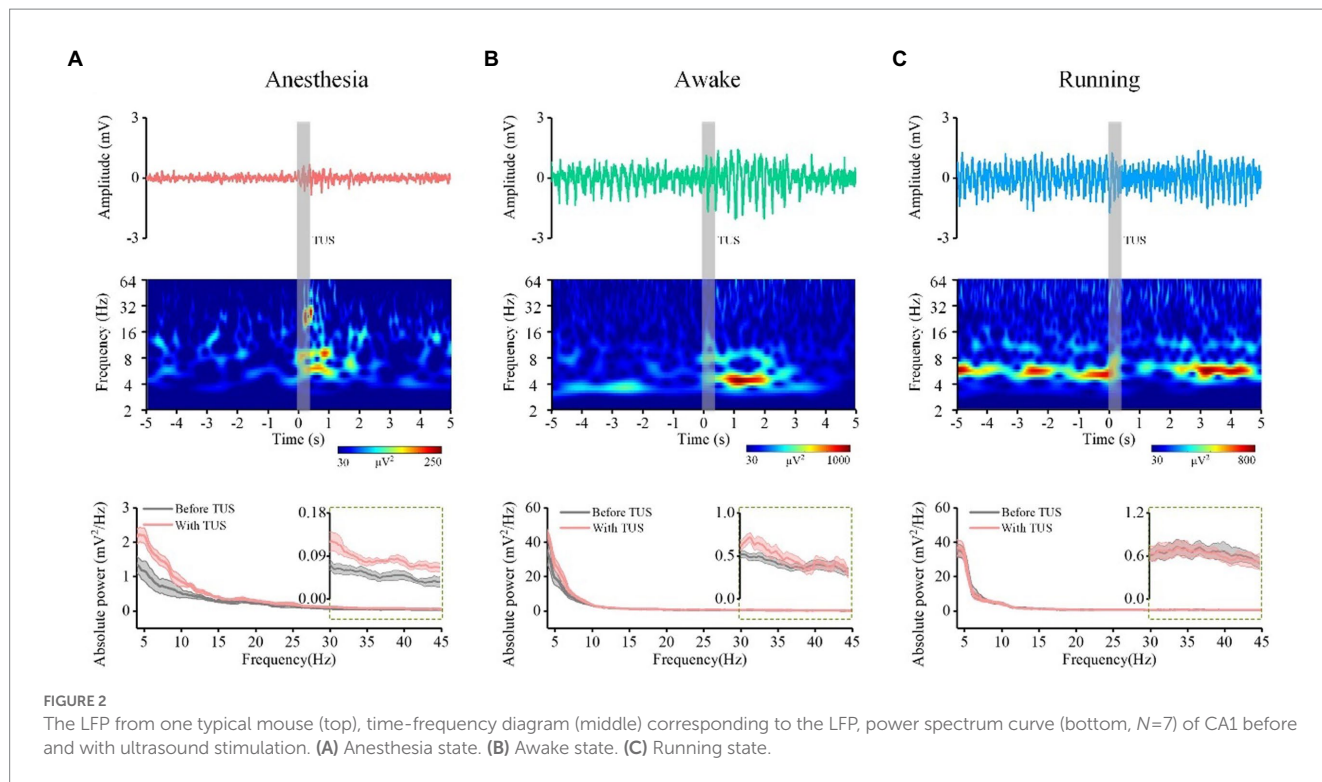 A
B
C
Anesthesia
Awake
Running
3
0
-3
Amplitude (mV)
TUS
3
0
-3
Amplitude (mV)
TUS
3
0
-3
Amplitude (mV)
TUS
64
32
16
8
4
2
Frequency (Hz)
-5 -4 -3 -2 -1 0 1 2 3 4 5
Time (s)
30 μV² 250
64
32
16
8
4
2
Frequency (Hz)
-5 -4 -3 -2 -1 0 1 2 3 4 5
Time (s)
30 μV² 1000
64
32
16
8
4
2
Frequency (Hz)
-5 -4 -3 -2 -1 0 1 2 3 4 5
Time (s)
30 μV² 800
3
2
1
0
Absolute power (mV²/Hz)
Before TUS
With TUS
0.18
0.09
0.00
5 10 15 20 25 30 35 40 45
Frequency(Hz)
60
40
20
0
Absolute power (mV²/Hz)
Before TUS
With TUS
1.0
0.5
0.0
5 10 15 20 25 30 35 40 45
Frequency(Hz)
60
40
20
0
Absolute power (mV²/Hz)
Before TUS
With TUS
1.2
0.6
0.0
5 10 15 20 25 30 35 40 45
Frequency(Hz)
FIGURE 2
The LFP from one typical mouse (top), time-frequency diagram (middle) corresponding to the LFP, power spectrum curve (bottom, N=7) of CA1 before
and with ultrasound stimulation. (A) Anesthesia state. (B) Awake state. (C) Running state.